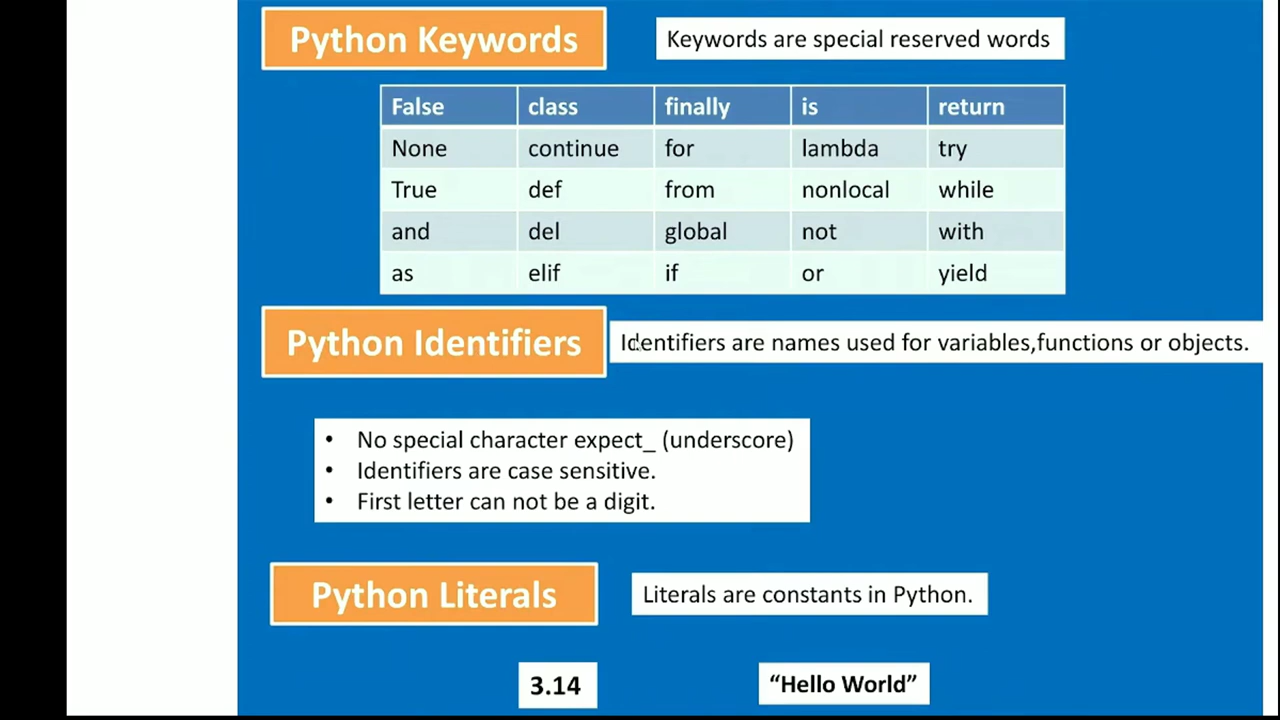 Python Keywords
Keywords are special reserved words
False class finally is return
None continue for lambda try
True def from nonlocal while
and del global not with
as elif if or yield
Python Identifiers
Identifiers are names used for variables,functions or objects.
• No special character expect_ (underscore)
• Identifiers are case sensitive.
• First letter can not be a digit.
Python Literals
Literals are constants in Python.
3.14
“Hello World”